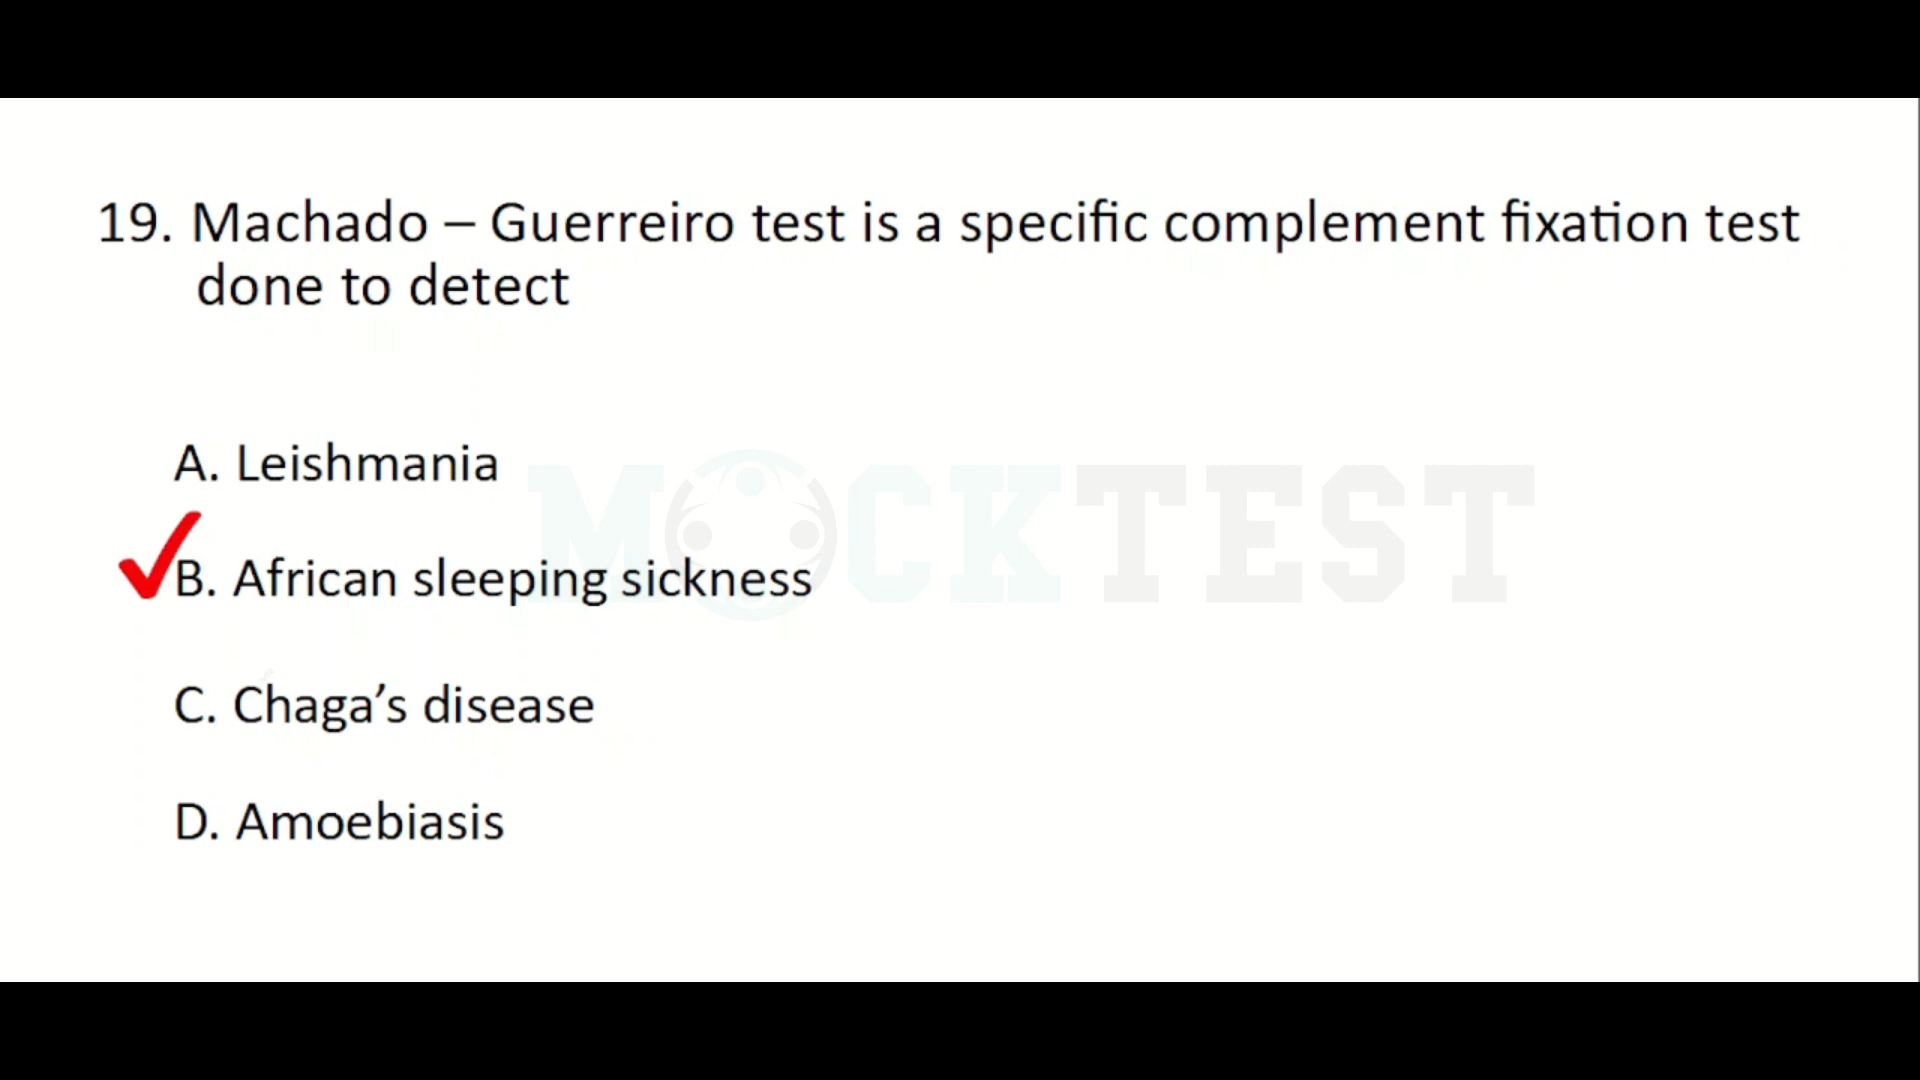 19. Machado – Guerreiro test is a specific complement fixation test
done to detect
A. Leishmania
MOCKTEST
B. African sleeping sickness
C. Chaga’s disease
D. Amoebiasis